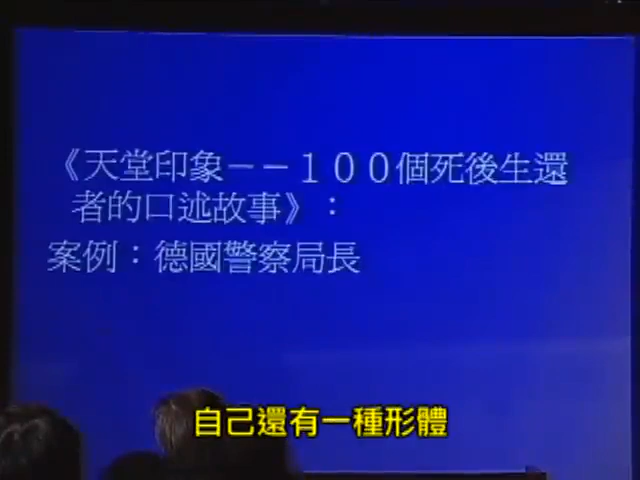 《天堂印象－－１００個死後生還
者的口述故事》：
案例：德國警察局長
自己還有一種形體